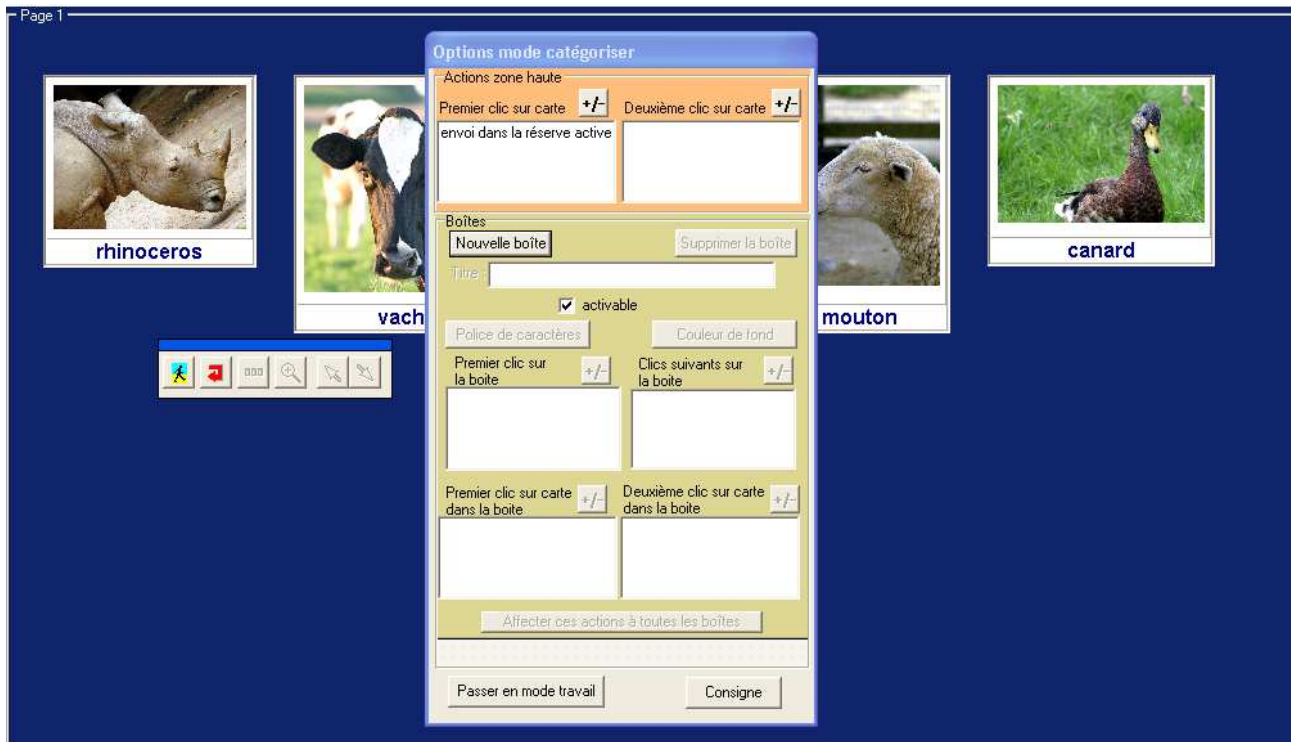 Page 1
Options mode catégoriser
Actions zone haute
Premier clic sur carte +/- Deuxième clic sur carte +/-
envoi dans la réserve active
rhinoceros
vach
mouton
canard
Boîtes
Nouvelle boîte Supprimer la boîte
Titre :
activable
Police de caractères Couleur de fond
Premier clic sur
la boite +/-
Clics suivants sur
la boite +/-
Premier clic sur carte
dans la boite +/-
Deuxième clic sur carte
dans la boite +/-
Affecter ces actions à toutes les boîtes
Passer en mode travail Consigne